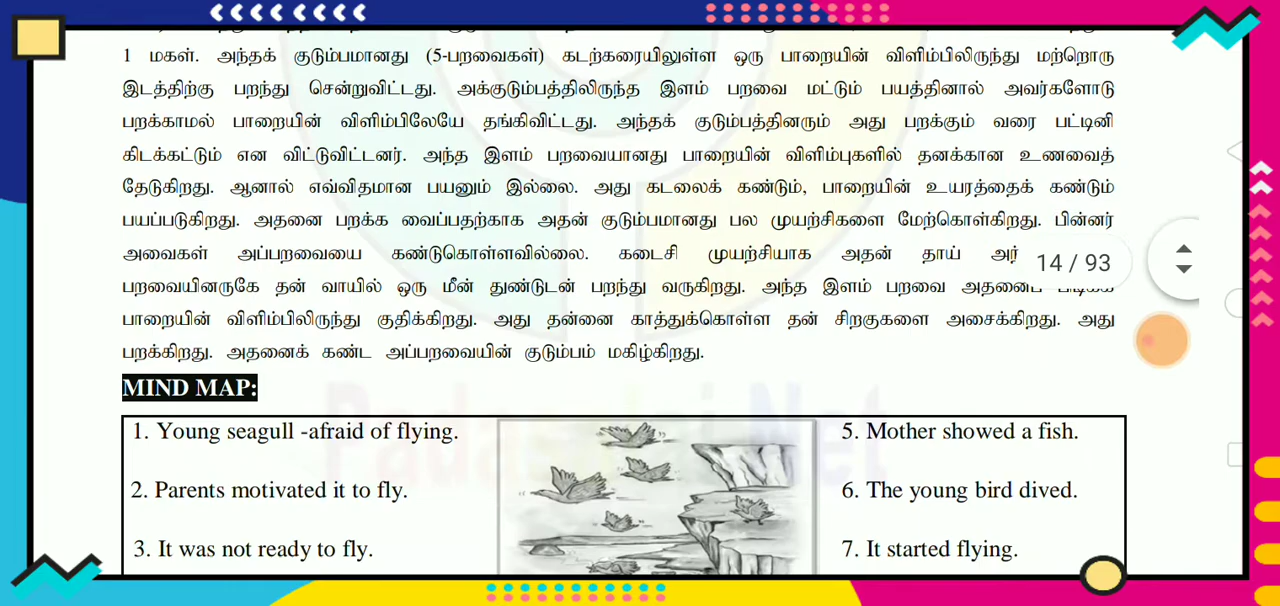 1 மகள். அந்தக் குடும்பமானது (5-பறவைகள்) கடற்கரையிலுள்ள ஒரு பாறையின் விளிம்பிலிருந்து மற்றொரு
இடத்திற்கு பறந்து சென்றுவிட்டது. அக்குடும்பத்திலிருந்த இளம் பறவை மட்டும் பயத்தினால் அவர்களோடு
பறக்காமல் பாறையின் விளிம்பிலேயே தங்கிவிட்டது. அந்தக் குடும்பத்தினரும் அது பறக்கும் வரை பட்டினி
கிடக்கட்டும் என விட்டுவிட்டனர். அந்த இளம் பறவையானது பாறையின் விளிம்புகளில் தனக்கான உணவைத்
தேடுகிறது. ஆனால் எவ்விதமான பயனும் இல்லை. அது கடலைக் கண்டும், பாறையின் உயரத்தைக் கண்டும்
பயப்படுகிறது. அதனை பறக்க வைப்பதற்காக அதன் குடும்பமானது பல முயற்சிகளை மேற்கொள்கிறது. பின்னர்
அவைகள் அப்பறவையை கண்டுகொள்ளவில்லை. கடைசி முயற்சியாக அதன் தாய்
14 / 93
பறவையினருகே தன் வாயில் ஒரு மீன் துண்டுடன் பறந்து வருகிறது. அந்த இளம் பறவை
பாறையின் விளிம்பிலிருந்து குதிக்கிறது. அது தன்னை காத்துக்கொள்ள தன் சிறகுகளை அசைக்கிறது. அது
பறக்கிறது. அதனைக் கண்ட அப்பறவையின் குடும்பம் மகிழ்கிறது.
MIND MAP:
1. Young seagull -afraid of flying.
2. Parents motivated it to fly.
3. It was not ready to fly.
5. Mother showed a fish.
6. The young bird dived.
7. It started flying.